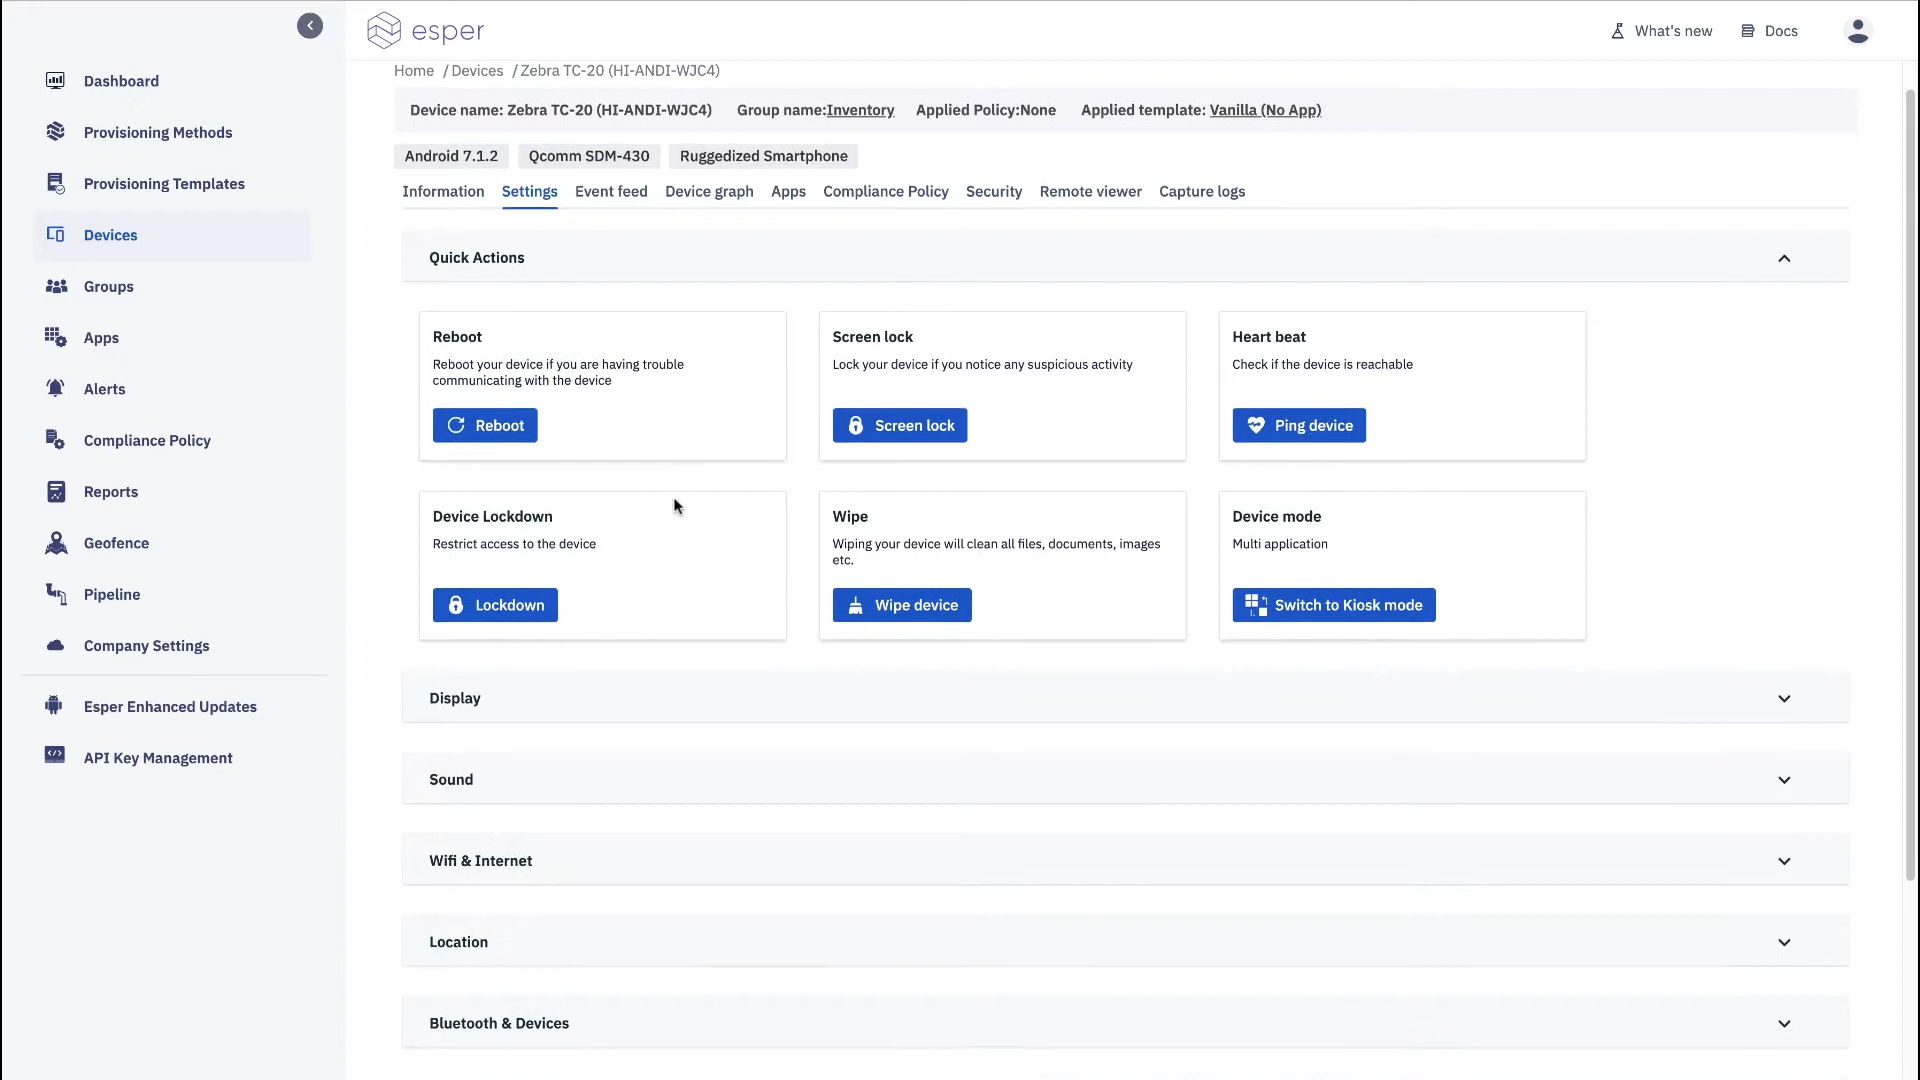 esper
What's new
Docs
Dashboard
Provisioning Methods
Provisioning Templates
Devices
Groups
Apps
Alerts
Compliance Policy
Reports
Geofence
Pipeline
Company Settings
Esper Enhanced Updates
API Key Management
Home / Devices / Zebra TC-20 (HI-ANDI-WJC4)
Device name: Zebra TC-20 (HI-ANDI-WJC4) Group name:Inventory Applied Policy:None Applied template: Vanilla (No App)
Android 7.1.2 Qcomm SDM-430 Ruggedized Smartphone
Information Settings Event feed Device graph Apps Compliance Policy Security Remote viewer Capture logs
Quick Actions
Reboot
Reboot your device if you are having trouble
communicating with the device
Reboot
Screen lock
Lock your device if you notice any suspicious activity
Screen lock
Heart beat
Check if the device is reachable
Ping device
Device Lockdown
Restrict access to the device
Lockdown
Wipe
Wiping your device will clean all files, documents, images
etc.
Wipe device
Device mode
Multi application
Switch to Kiosk mode
Display
Sound
Wifi & Internet
Location
Bluetooth & Devices